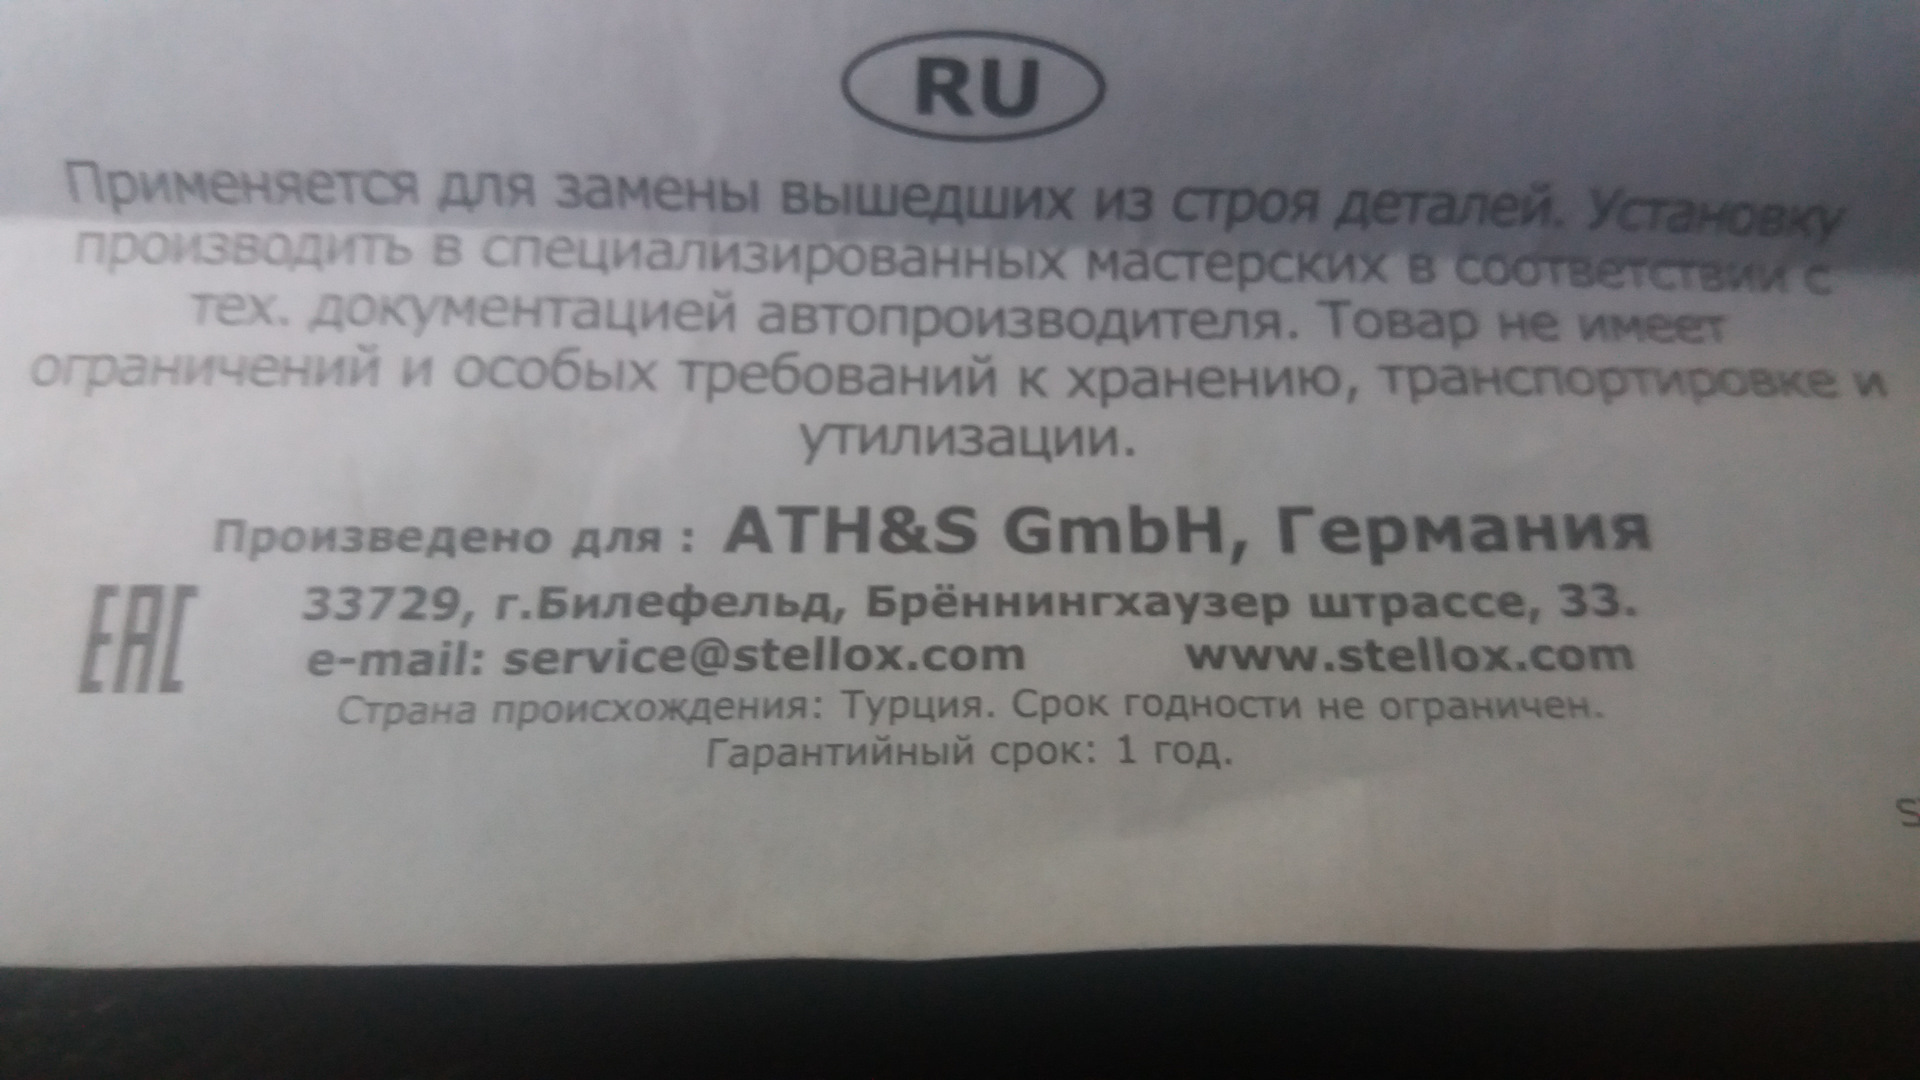 RU
Применяется для замены вышедших из строя деталей. Установку
производить в специализированных мастерских в соответствии с
тех. документацией автопроизводителя. Товар не имеет
ограничений и особых требований к хранению, транспортировке и
утилизации.
Произведено для : ATH&S GmbH, Германия
33729, г.Билефельд, Брённингхаузер штрассе, 33.
EAC
e-mail: service@stellox.com www.stellox.com
Страна происхождения: Турция. Срок годности не ограничен.
Гарантийный срок: 1 год.